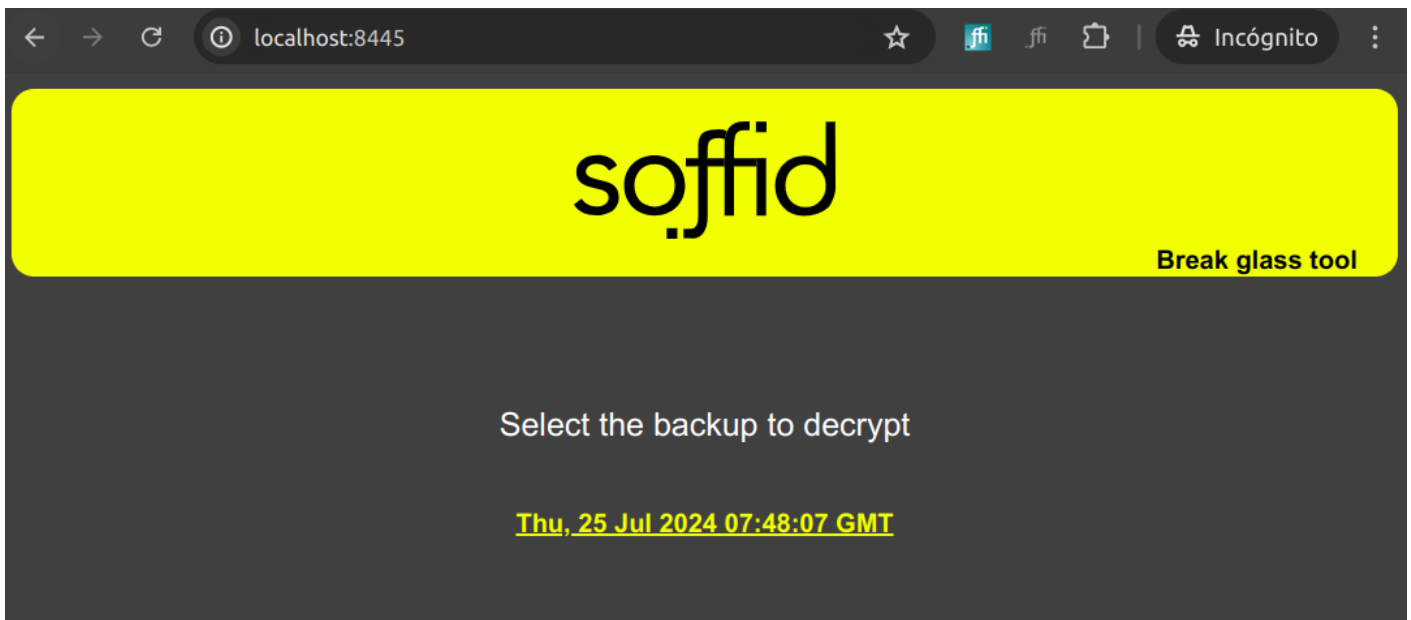 localhost:8445
Incógnito
soffid
Break glass tool
Select the backup to decrypt
Thu, 25 Jul 2024 07:48:07 GMT